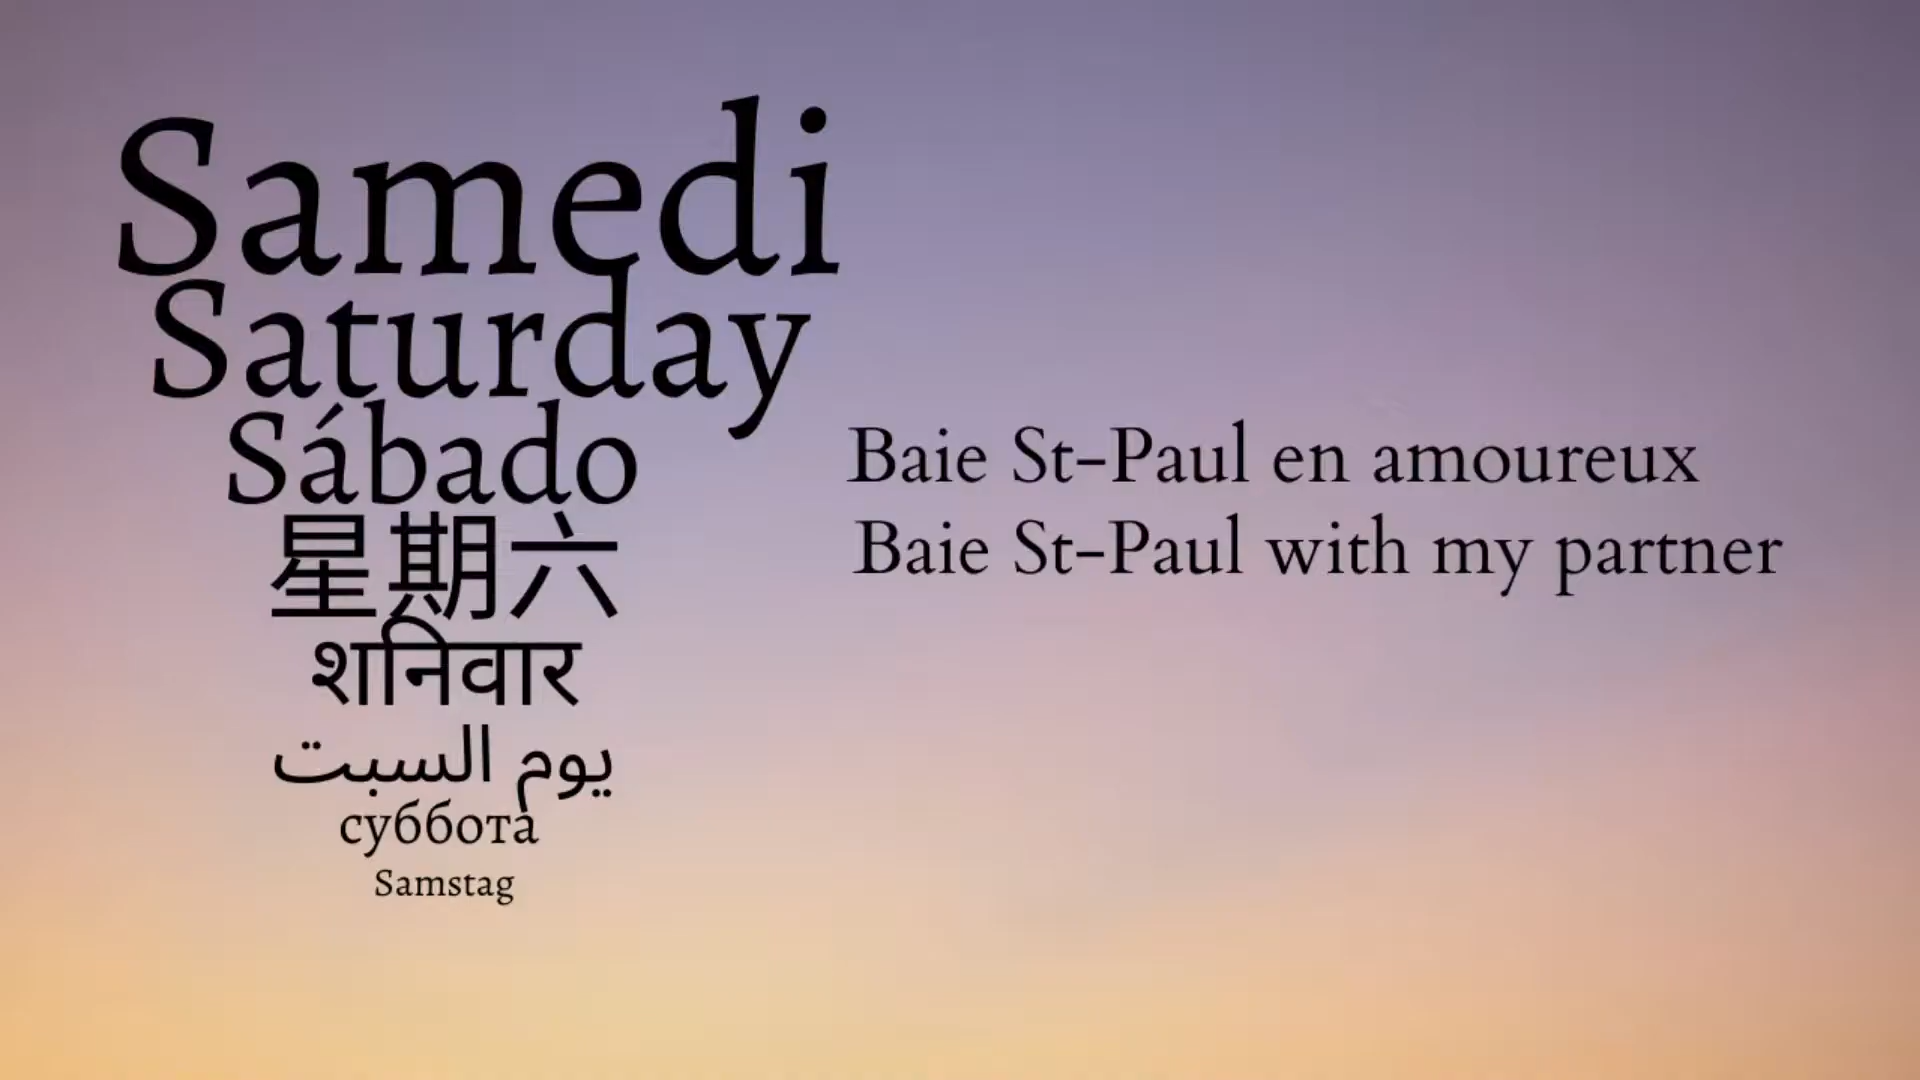 Samedi
Saturday
Sábado
星期六
शनिवार
يوم السبت
суббота
Samstag
Baie St-Paul en amoureux
Baie St-Paul with my partner